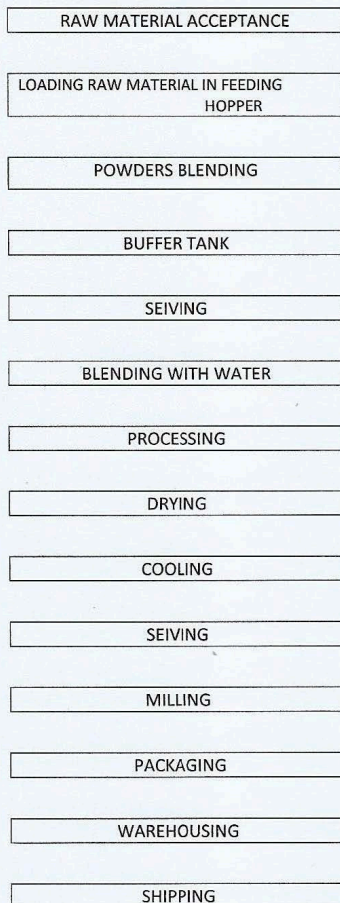 RAW MATERIAL ACCEPTANCE
LOADING RAW MATERIAL IN FEEDING
HOPPER
POWDERS BLENDING
BUFFER TANK
SEIVING
BLENDING WITH WATER
PROCESSING
DRYING
COOLING
SEIVING
MILLING
PACKAGING
WAREHOUSING
SHIPPING